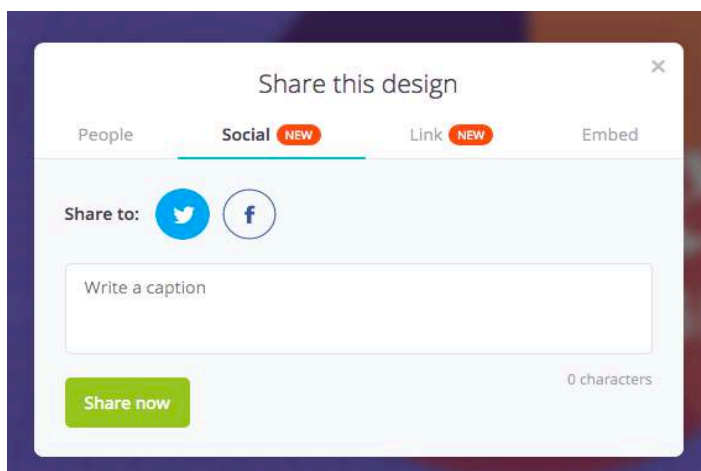 Share this design
×
People Social NEW Link NEW Embed
Share to: f
Write a caption
0 characters
Share now